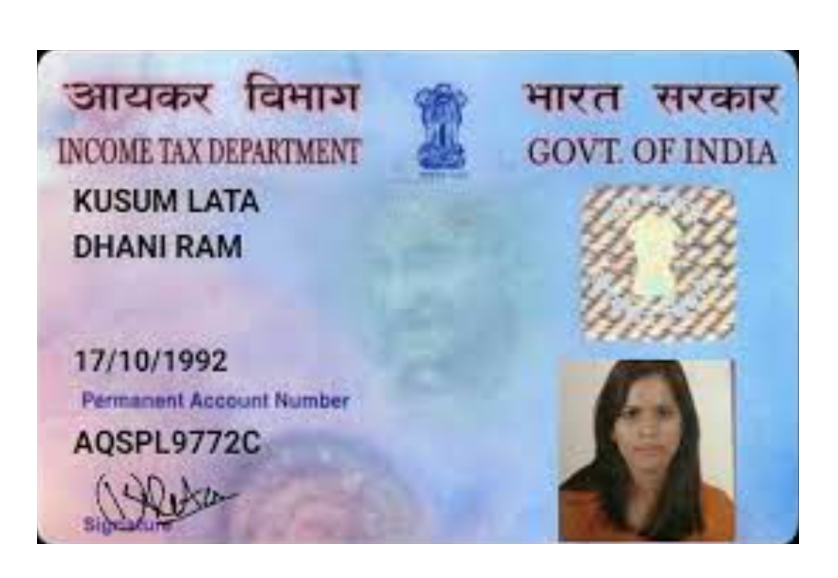 आयकर विभाग
INCOME TAX DEPARTMENT
भारत सरकार
GOVT. OF INDIA
KUSUM LATA
DHANI RAM
17/10/1992
Permanent Account Number
AQSPL9772C
Signature